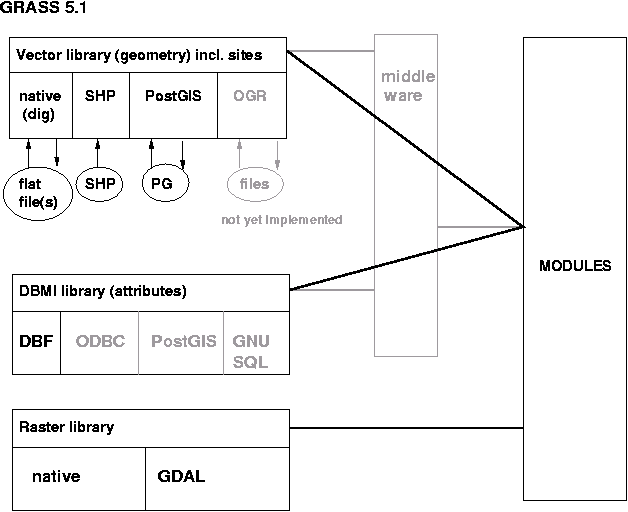 GRASS 5.1
Vector library (geometry) incl. sites
native
(dig)
SHP
PostGIS
OGR
flat
file(s)
SHP
PG
files
not yet implemented
middle
ware
MODULES
DBMI library (attributes)
DBF
ODBC
PostGIS
GNU
SQL
Raster library
native
GDAL